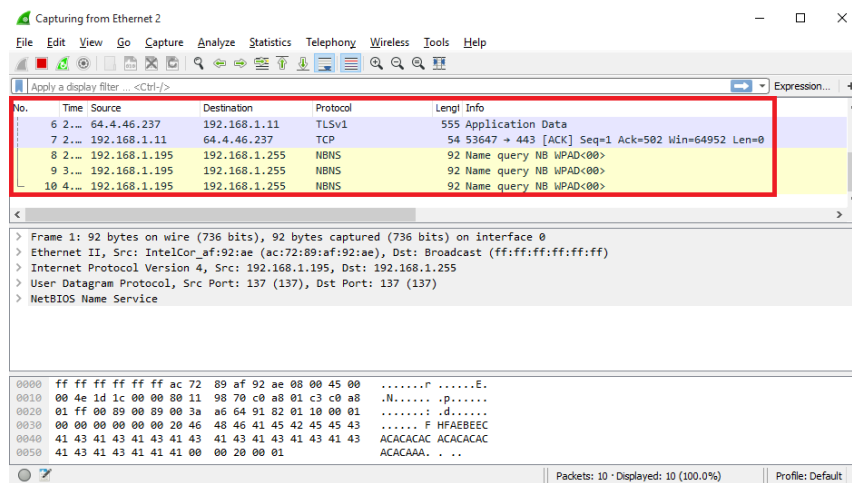 Capturing from Ethernet 2
File Edit View Go Capture Analyze Statistics Telephony Wireless Tools Help
Apply a display filter ... <Ctrl-/> Expression... +
No. Time Source Destination Protocol Lengt Info
6 2... 64.4.46.237 192.168.1.11 TLSv1 555 Application Data
7 2... 192.168.1.11 64.4.46.237 TCP 54 53647 → 443 [ACK] Seq=1 Ack=502 Win=64952 Len=0
8 2... 192.168.1.195 192.168.1.255 NBNS 92 Name query NB WPAD<00>
9 3... 192.168.1.195 192.168.1.255 NBNS 92 Name query NB WPAD<00>
10 4... 192.168.1.195 192.168.1.255 NBNS 92 Name query NB WPAD<00>
> Frame 1: 92 bytes on wire (736 bits), 92 bytes captured (736 bits) on interface 0
> Ethernet II, Src: IntelCor_af:92:ae (ac:72:89:af:92:ae), Dst: Broadcast (ff:ff:ff:ff:ff:ff)
> Internet Protocol Version 4, Src: 192.168.1.195, Dst: 192.168.1.255
> User Datagram Protocol, Src Port: 137 (137), Dst Port: 137 (137)
> NetBIOS Name Service
0000 ff ff ff ff ff ff ac 72 89 af 92 ae 08 00 45 00 .......r ......E.
0010 00 4e 1d 1c 00 00 80 11 98 70 c0 a8 01 c3 c0 a8 .N...... .p......
0020 01 ff 00 89 00 89 00 3a a6 64 91 82 01 10 00 01 .......: .d......
0030 00 00 00 00 00 00 20 46 48 46 41 45 42 45 45 43 ...... F HFAEBEEC
0040 41 43 41 43 41 43 41 43 41 43 41 43 41 43 41 43 ACACACAC ACACACAC
0050 41 43 41 43 41 41 41 00 00 20 00 01 ACACAAA. . ..
Packets: 10 · Displayed: 10 (100.0%) Profile: Default